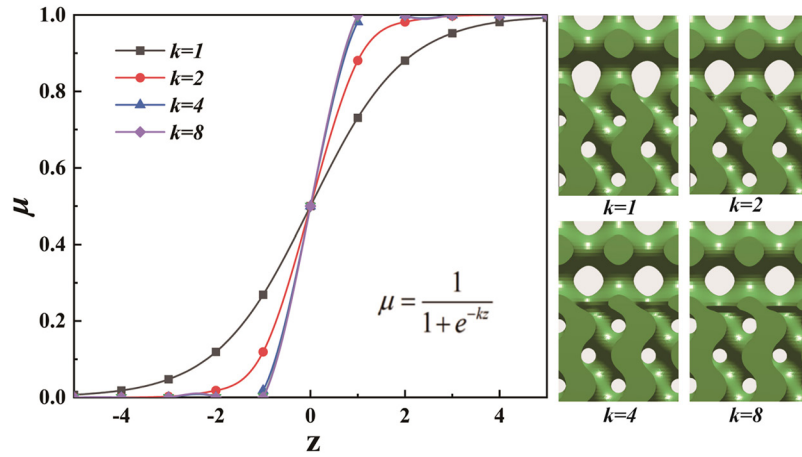 1.0
0.8
0.6
0.4
0.2
0.0
μ
k=1
k=2
k=4
k=8
μ = 1 / (1 + e^{-kz})
-4 -2 0 2 4
z
k=1 k=2
k=4 k=8